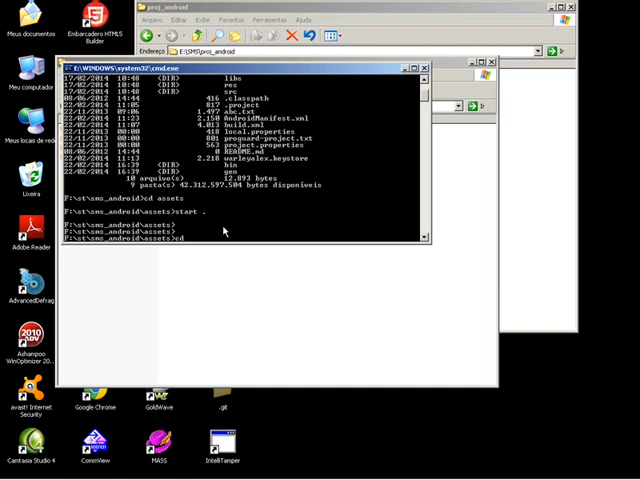 proj_android
Arquivo Editar Exibir Favoritos Ferramentas Ajuda
Voltar
Endereço E:\SMS\proj_android Ir
Ir
E:\WINDOWS\system32\cmd.exe
17/02/2014 10:48 <DIR> libs
17/02/2014 10:48 <DIR> res
17/02/2014 10:48 <DIR> src
08/06/2012 14:44 416 .classpath
22/02/2014 11:05 817 .project
22/11/2013 09:06 1.497 abc.txt
22/02/2014 11:23 2.150 AndroidManifest.xml
22/02/2014 11:07 4.013 build.xml
22/11/2013 00:00 418 local.properties
22/11/2013 00:00 801 proguard-project.txt
22/11/2013 00:00 563 project.properties
08/06/2012 14:44 0 README.md
22/02/2014 11:13 2.218 warleyalex.keystore
22/02/2014 16:39 <DIR> bin
22/02/2014 16:39 <DIR> gen
10 arquivo(s) 12.893 bytes
9 pasta(s) 42.312.597.504 bytes disponíveis
F:\st\sms_android>cd assets
F:\st\sms_android\assets>start .
F:\st\sms_android\assets>
F:\st\sms_android\assets>
F:\st\sms_android\assets>cd
Meus documentos
Embarcadero HTML5
Builder
Meu computador
Meus locais de rede
Lixeira
Adobe Reader
AdvancedDefrag
Ashampoo
WinOptimizer 20...
avast! Internet
Security
Google Chrome
GoldWave
.git
Camtasia Studio 4
CommView
MASS
IntelliTamper